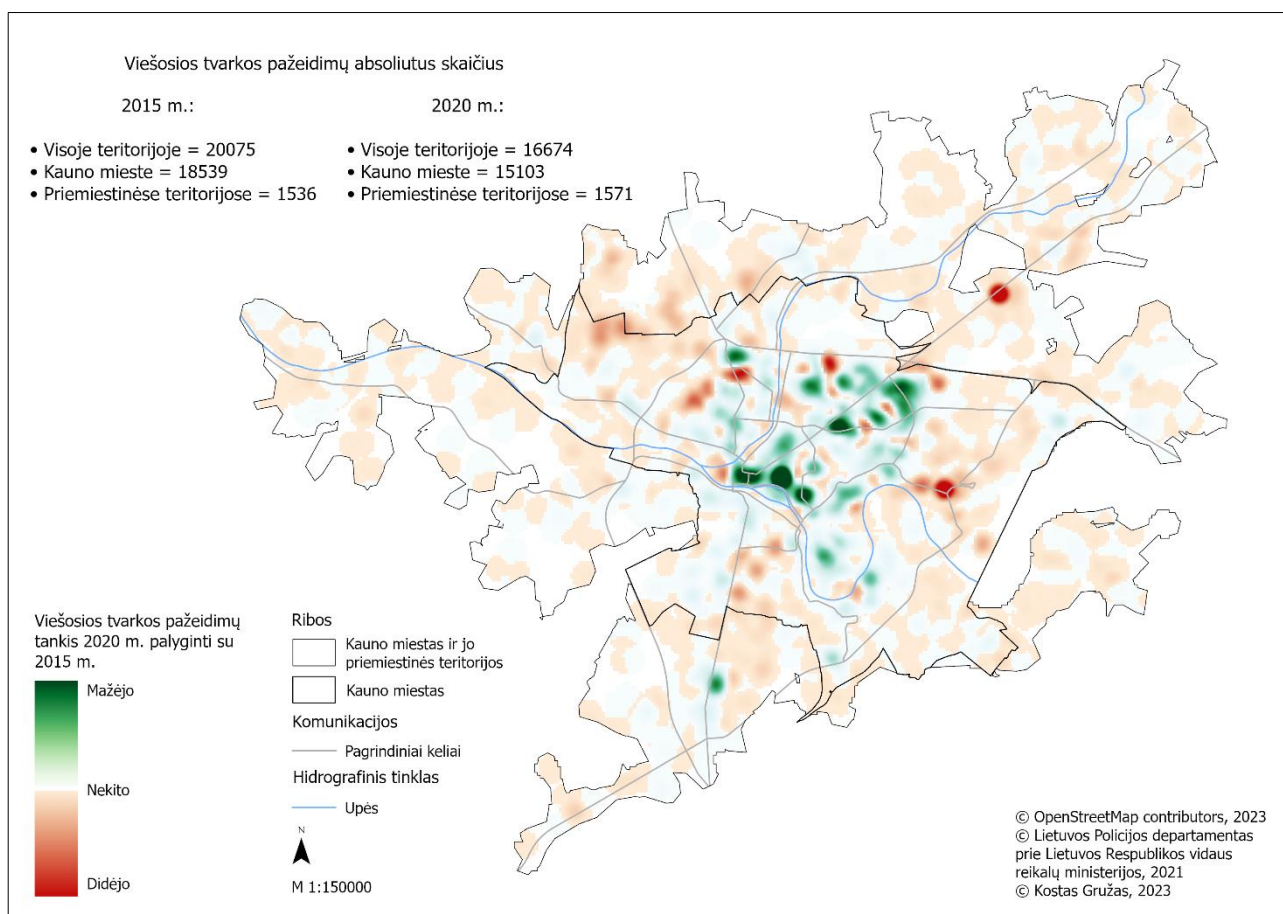 Viešosios tvarkos pažeidimų absoliutus skaičius
2015 m.:
• Visoje teritorijoje = 20075
• Kauno mieste = 18539
• Priemiestinėse teritorijose = 1536
2020 m.:
• Visoje teritorijoje = 16674
• Kauno mieste = 15103
• Priemiestinėse teritorijose = 1571
Viešosios tvarkos pažeidimų
tankis 2020 m. palyginti su
2015 m.
Mažėjo
Nekito
Didėjo
Ribos
Kauno miestas ir jo
priemiestinės teritorijos
Kauno miestas
Komunikacijos
Pagrindiniai keliai
Hidrografinis tinklas
Upės
N
M 1:150000
© OpenStreetMap contributors, 2023
© Lietuvos Policijos departamentas
prie Lietuvos Respublikos vidaus
reikalų ministerijos, 2021
© Kostas Gružas, 2023